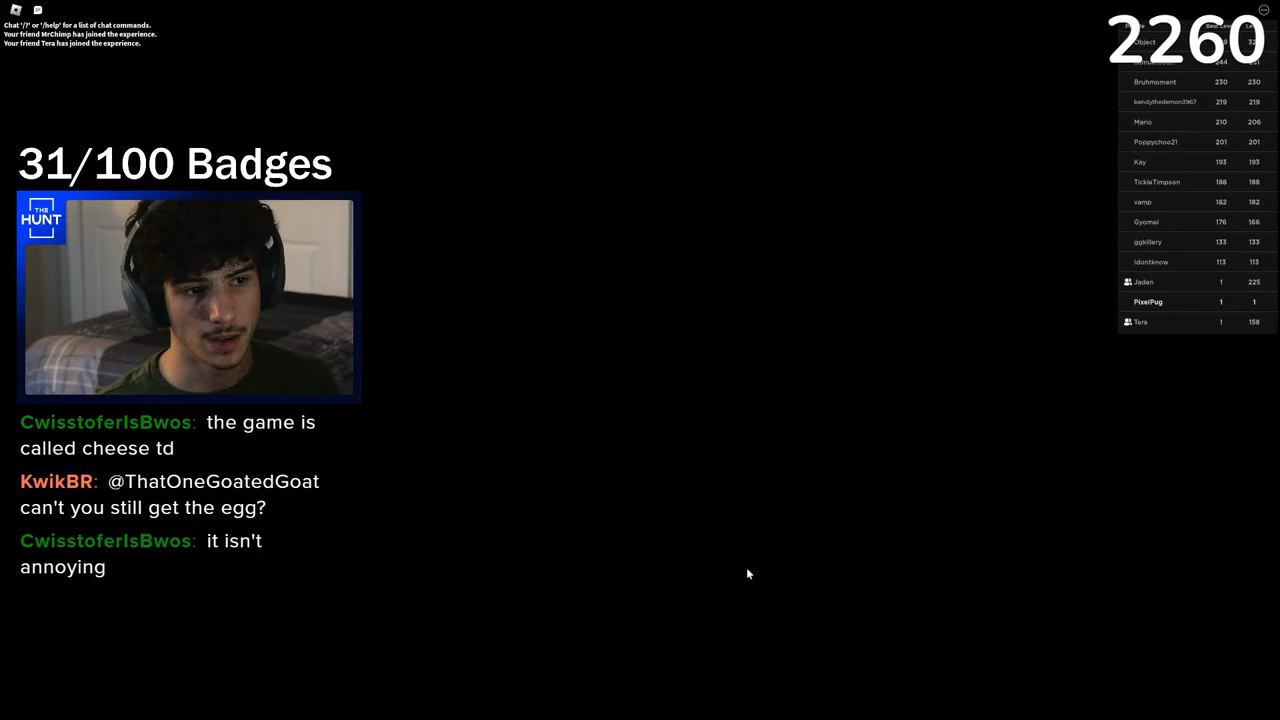 Chat '/?' or '/help' for a list of chat commands.
Your friend MrChimp has joined the experience.
Your friend Tera has joined the experience.
2260
Object
Bruhmoment 230 230
bendythedemon3967 219 219
Mario 210 206
Poppychoo21 201 201
Kay 193 193
TickleTimpson 188 188
vamp 182 182
Gyomei 176 166
ggkillery 133 133
Idontknow 113 113
Jaden 1 225
PixelPug 1 1
Tera 1 158
31/100 Badges
THE
HUNT
CwisstoferIsBwos: the game is
called cheese td
KwikBR: @ThatOneGoatedGoat
can't you still get the egg?
CwisstoferIsBwos: it isn't
annoying